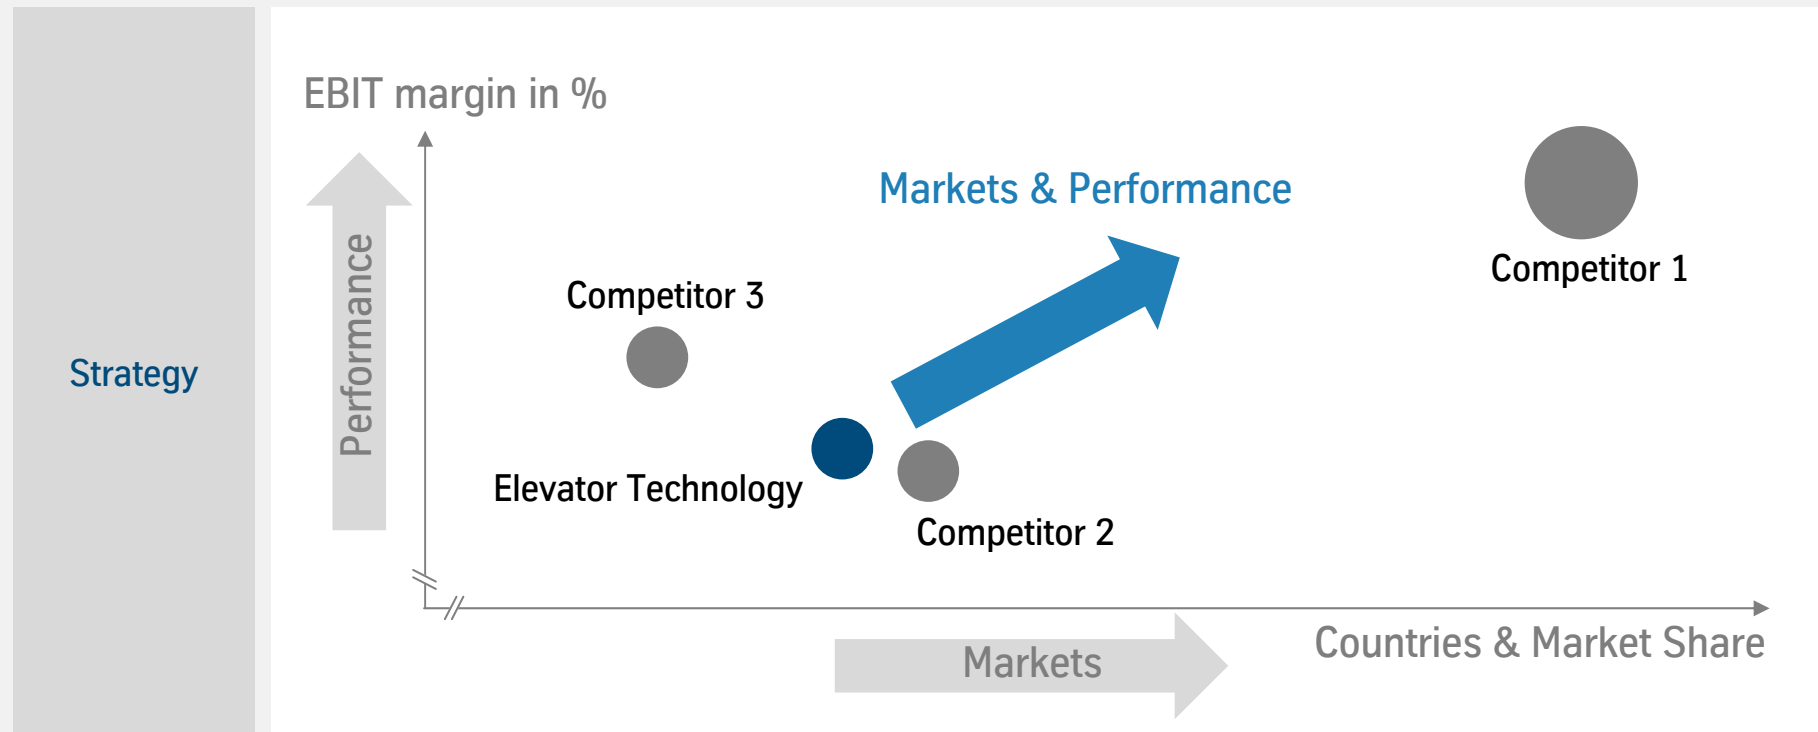 Strategy
EBIT margin in %
Performance
Markets & Performance
Competitor 1
Competitor 3
Elevator Technology
Competitor 2
Countries & Market Share
Markets